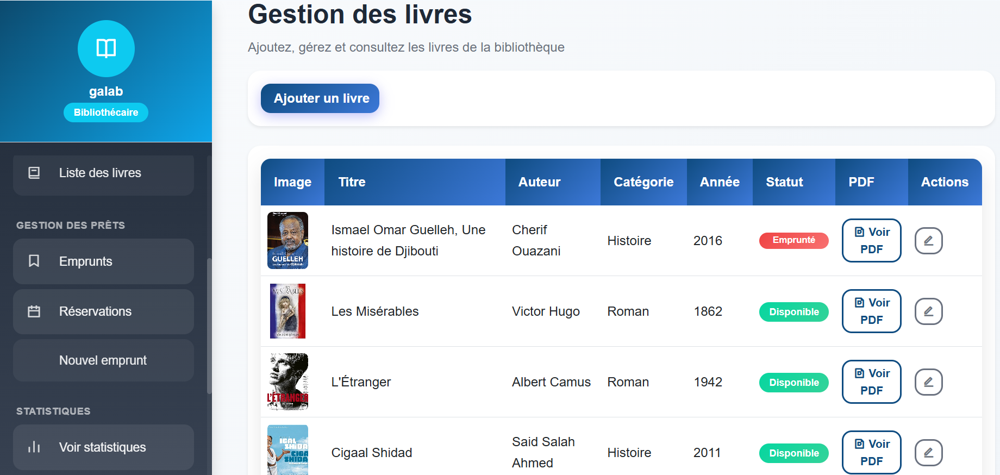 galab
Bibliothécaire
Liste des livres
GESTION DES PRÊTS
Emprunts
Réservations
Nouvel emprunt
STATISTIQUES
Voir statistiques
Gestion des livres
Ajoutez, gérez et consultez les livres de la bibliothèque
Ajouter un livre
Image Titre Auteur Catégorie Année Statut PDF Actions
GUELLEH
Ismael Omar Guelleh, Une
histoire de Djibouti
Cherif
Ouazani
Histoire
2016
Emprunté
Voir
PDF
MISÉRABLES
VICTOR HUGO
Les Misérables
Victor Hugo
Roman
1862
Disponible
Voir
PDF
L'ÉTRANGER
L'Étranger
Albert Camus
Roman
1942
Disponible
Voir
PDF
IGAL
SHIDA
CIGA
SHIDA
Cigaal Shidad
Said Salah
Ahmed
Histoire
2011
Disponible
Voir
PDF